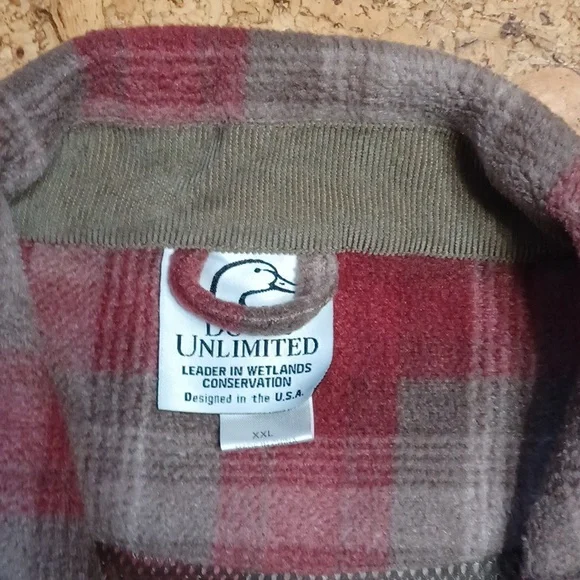 UNLIMITED
LEADER IN WETLANDS
CONSERVATION
Designed in the U.S.A.
XXL